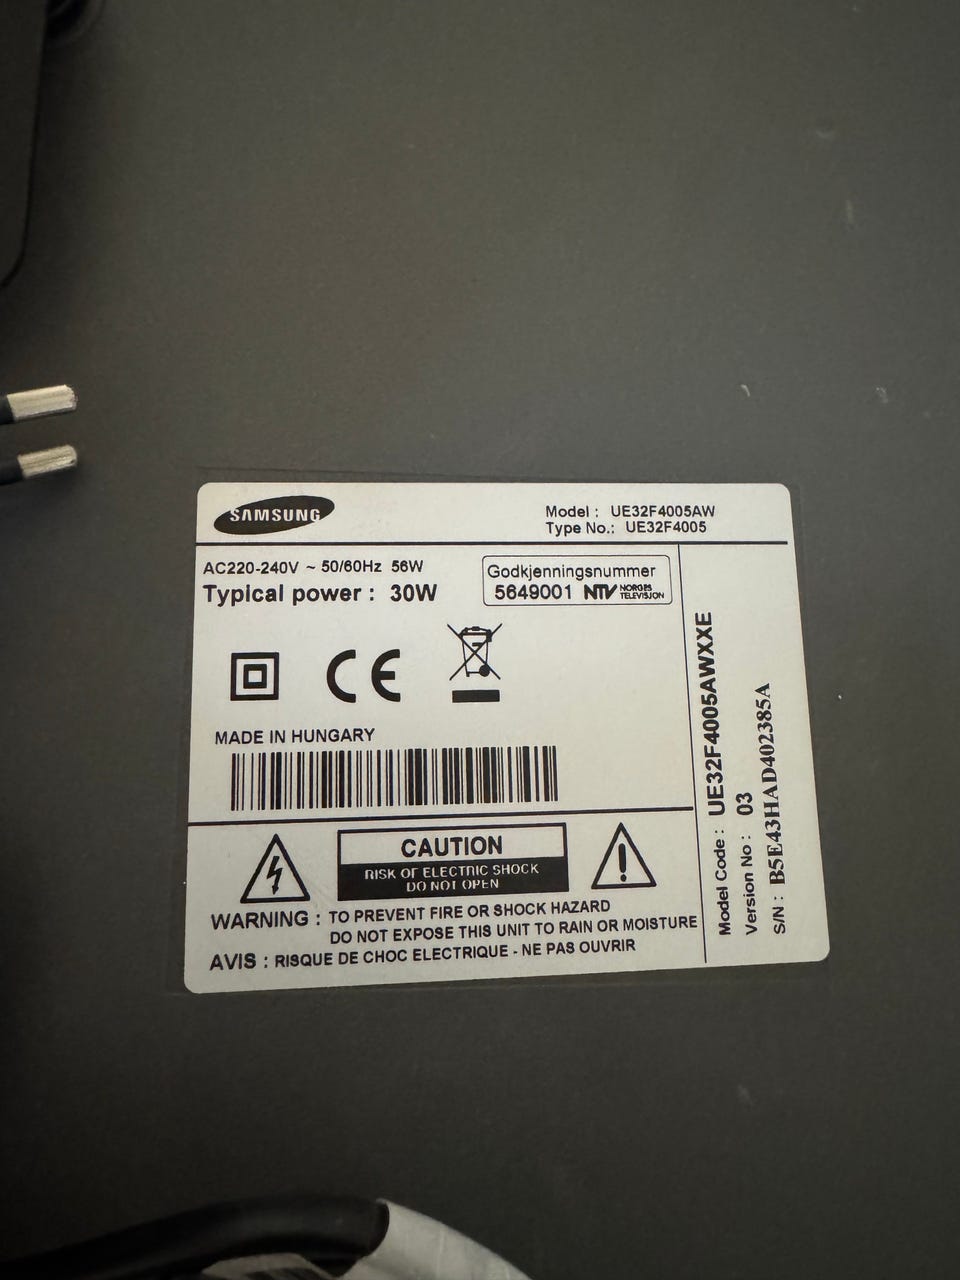 SAMSUNG
Model : UE32F4005AW
Type No.: UE32F4005
AC220-240V ~ 50/60Hz 56W
Typical power : 30W
Godkjenningsnummer
5649001 NTV NORGES TELEVISJON
CE
MADE IN HUNGARY
CAUTION
RISK OF ELECTRIC SHOCK
DO NOT OPEN
WARNING : TO PREVENT FIRE OR SHOCK HAZARD
DO NOT EXPOSE THIS UNIT TO RAIN OR MOISTURE
AVIS : RISQUE DE CHOC ELECTRIQUE - NE PAS OUVRIR
Model Code : UE32F4005AWXXE
Version No : 03
S/N : B5E43HAD402385A